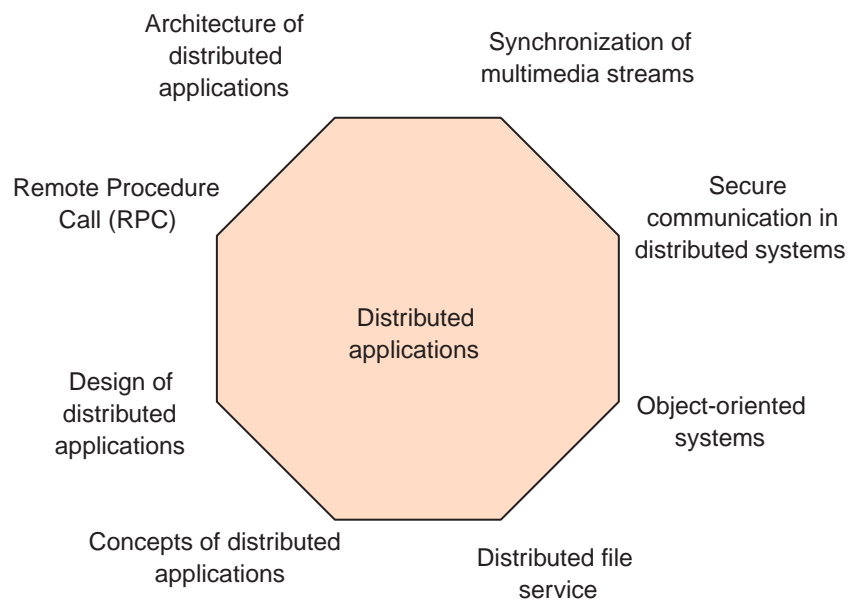 Architecture of
distributed
applications
Synchronization of
multimedia streams
Remote Procedure
Call (RPC)
Secure
communication in
distributed systems
Distributed
applications
Design of
distributed
applications
Object-oriented
systems
Concepts of distributed
applications
Distributed file
service